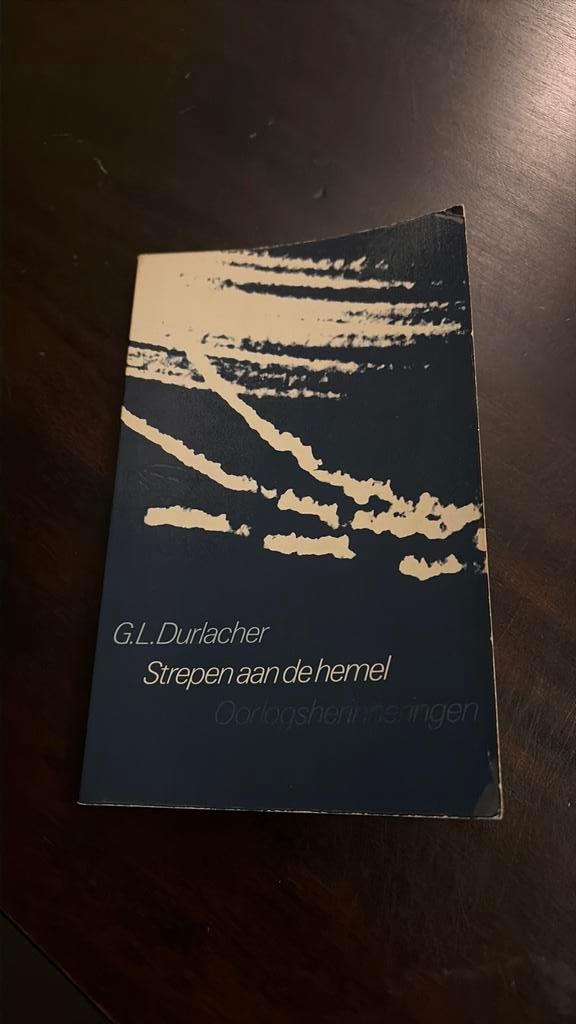 G.L. Durlacher
Strepen aan de hemel
Oorlogsherinneringen